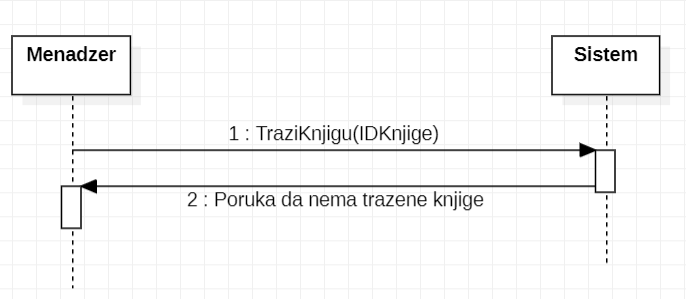 Menadzer
Sistem
1 : TraziKnjigu(IDKnjige)
2 : Poruka da nema trazene knjige